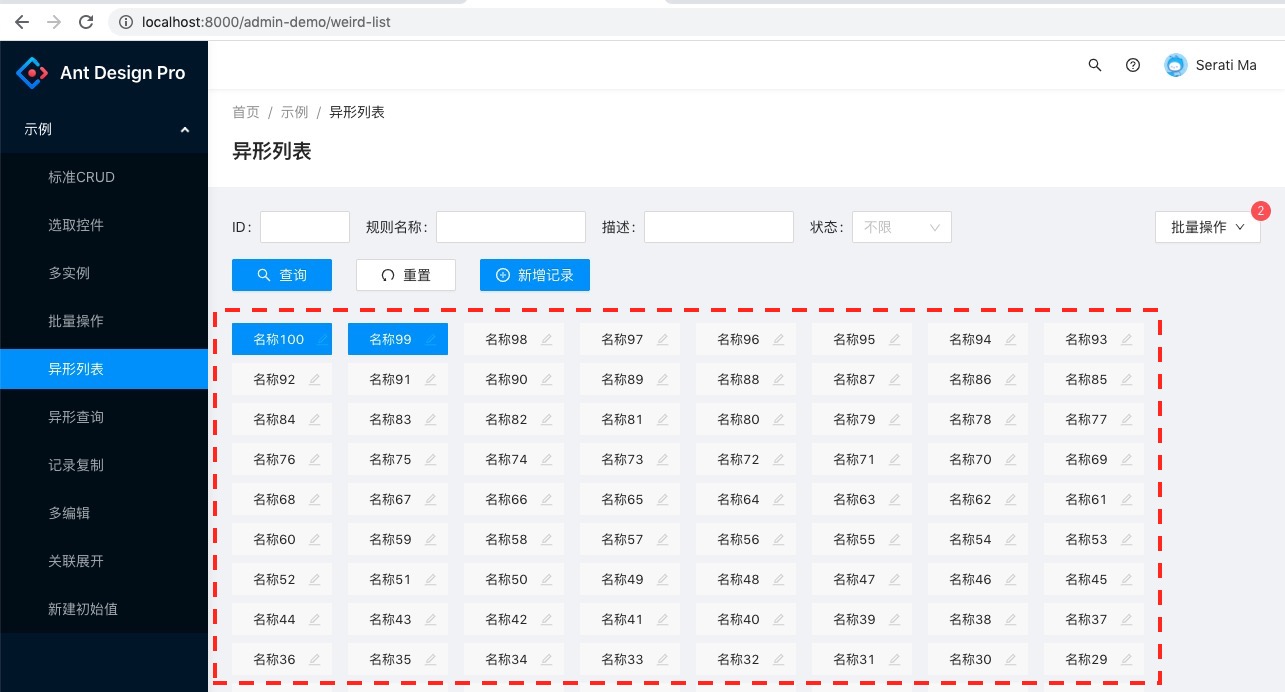 localhost:8000/admin-demo/weird-list
Ant Design Pro
Serati Ma
示例
标准CRUD
选取控件
多实例
批量操作
异形列表
异形查询
记录复制
多编辑
关联展开
新建初始值
首页 / 示例 / 异形列表
异形列表
ID: 规则名称: 描述: 状态: 不限 批量操作 2
查询 重置 新增记录
名称100 名称99 名称98 名称97 名称96 名称95 名称94 名称93
名称92 名称91 名称90 名称89 名称88 名称87 名称86 名称85
名称84 名称83 名称82 名称81 名称80 名称79 名称78 名称77
名称76 名称75 名称74 名称73 名称72 名称71 名称70 名称69
名称68 名称67 名称66 名称65 名称64 名称63 名称62 名称61
名称60 名称59 名称58 名称57 名称56 名称55 名称54 名称53
名称52 名称51 名称50 名称49 名称48 名称47 名称46 名称45
名称44 名称43 名称42 名称41 名称40 名称39 名称38 名称37
名称36 名称35 名称34 名称33 名称32 名称31 名称30 名称29